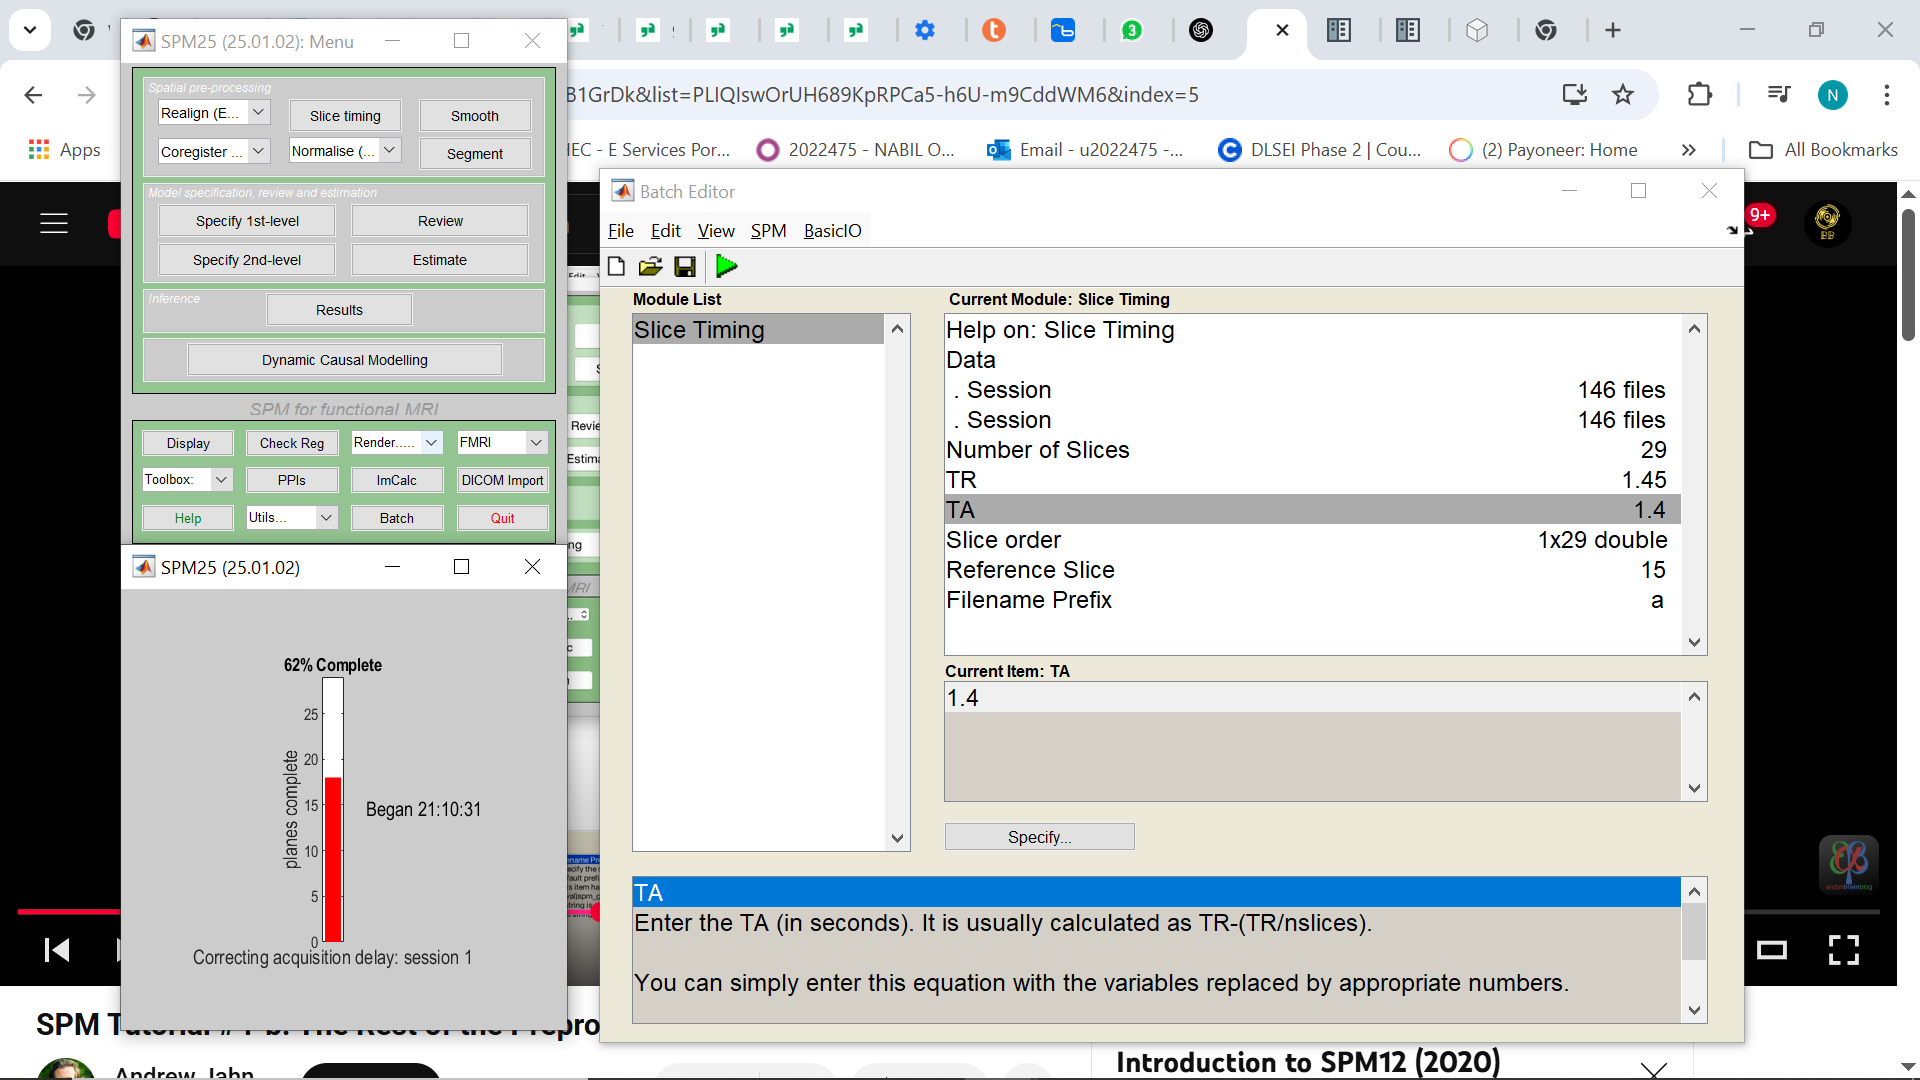 SPM25 (25.01.02): Menu
B1GrDk&list=PLIQIswOrUH689KpRPCa5-h6U-m9CddWM6&index=5
N
Apps
HEC - E Services Por...
2022475 - NABIL O...
Email - u2022475 -...
DLSEI Phase 2 | Cou...
(2) Payoneer: Home
»
All Bookmarks
Spatial pre-processing
Realign (E...
Slice timing
Smooth
Coregister ...
Normalise (...
Segment
Model specification, review and estimation
Specify 1st-level
Review
Specify 2nd-level
Estimate
Inference
Results
Dynamic Causal Modelling
SPM for functional MRI
Display
Check Reg
Render.....
FMRI
Toolbox:
PPIs
ImCalc
DICOM Import
Help
Utils...
Batch
Quit
SPM25 (25.01.02)
62% Complete
25
20
15
10
5
0
planes complete
Began 21:10:31
Correcting acquisition delay: session 1
Batch Editor
File Edit View SPM BasicIO
Module List
Slice Timing
Current Module: Slice Timing
Help on: Slice Timing
Data
. Session 146 files
. Session 146 files
Number of Slices 29
TR 1.45
TA 1.4
Slice order 1x29 double
Reference Slice 15
Filename Prefix a
Current Item: TA
1.4
Specify...
TA
Enter the TA (in seconds). It is usually calculated as TR-(TR/nslices).
You can simply enter this equation with the variables replaced by appropriate numbers.
9+
BB
3
Introduction to SPM12 (2020)
Andrew Jahn